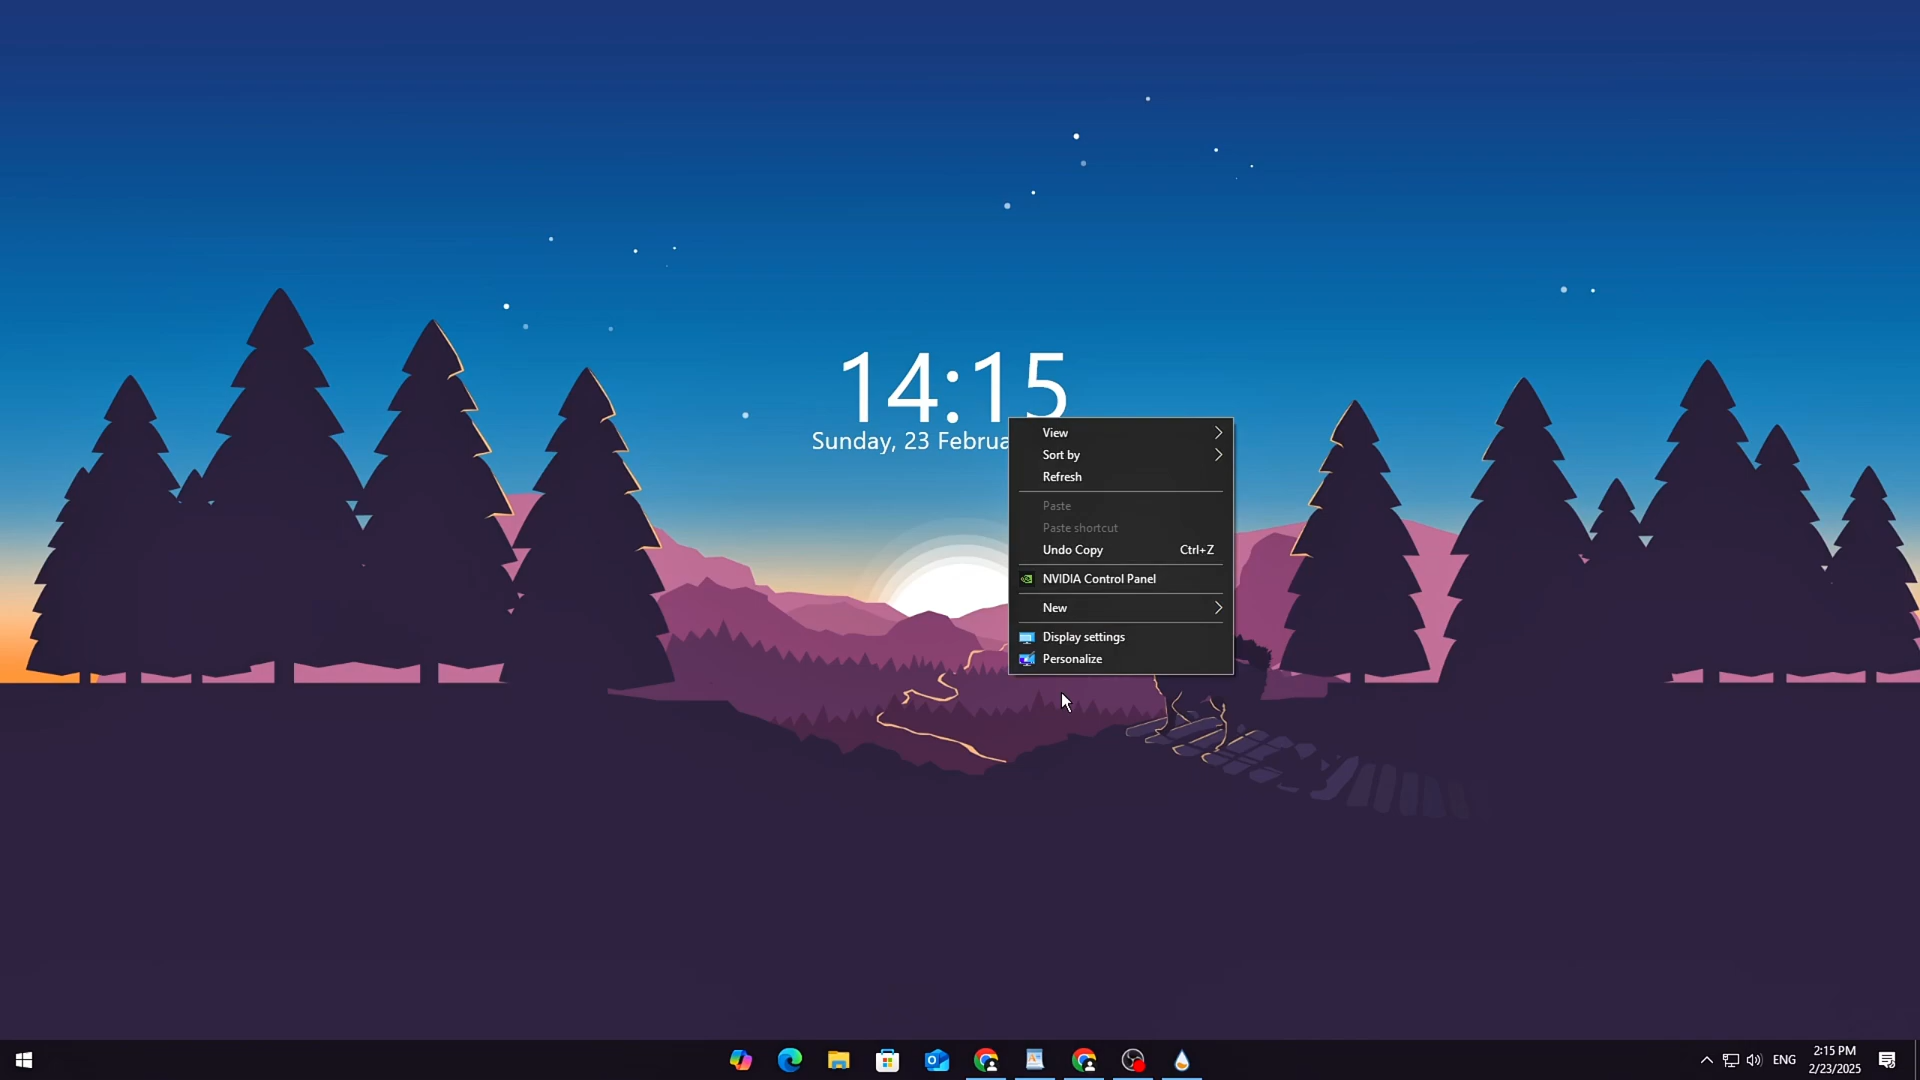 14:15
Sunday, 23 Februa
View
Sort by
Refresh
Paste
Paste shortcut
Undo Copy Ctrl+Z
NVIDIA Control Panel
New
Display settings
Personalize
ENG
2:15 PM
2/23/2025